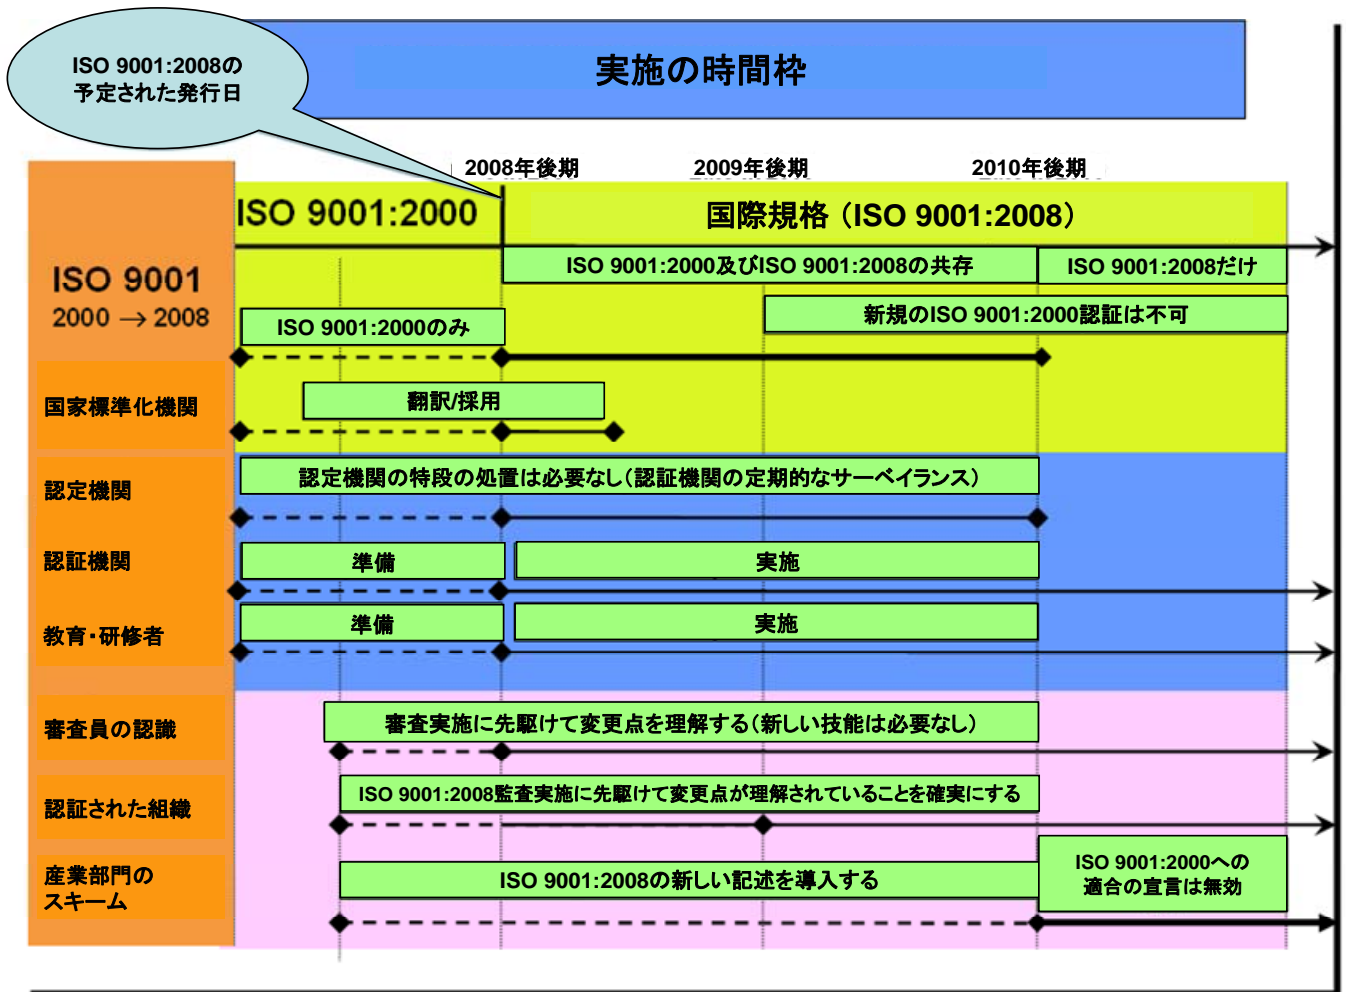 ISO 9001:2008の
予定された発行日
実施の時間枠
2008年後期
2009年後期
2010年後期
ISO 9001:2000
国際規格（ISO 9001:2008）
ISO 9001
2000 → 2008
ISO 9001:2000及びISO 9001:2008の共存
ISO 9001:2008だけ
新規のISO 9001:2000認証は不可
ISO 9001:2000のみ
国家標準化機関
翻訳/採用
認定機関
認定機関の特段の処置は必要なし（認証機関の定期的なサーベイランス）
認証機関
準備
実施
教育・研修者
準備
実施
審査員の認識
審査実施に先駆けて変更点を理解する（新しい技能は必要なし）
認証された組織
ISO 9001:2008監査実施に先駆けて変更点が理解されていることを確実にする
産業部門の
スキーム
ISO 9001:2008の新しい記述を導入する
ISO 9001:2000への
適合の宣言は無効